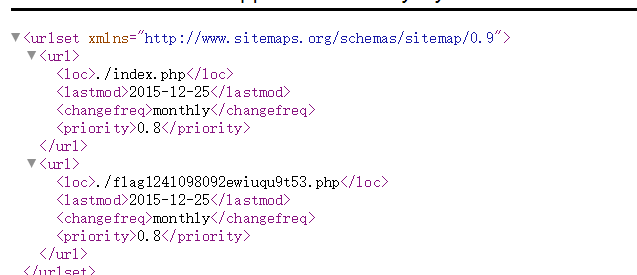 <urlset xmlns="http://www.sitemaps.org/schemas/sitemap/0.9">
<url>
<loc>./index.php</loc>
<lastmod>2015-12-25</lastmod>
<changefreq>monthly</changefreq>
<priority>0.8</priority>
</url>
<url>
<loc>./flag1241098092ewiuqu9t53.php</loc>
<lastmod>2015-12-25</lastmod>
<changefreq>monthly</changefreq>
<priority>0.8</priority>
</url>
</urlset>